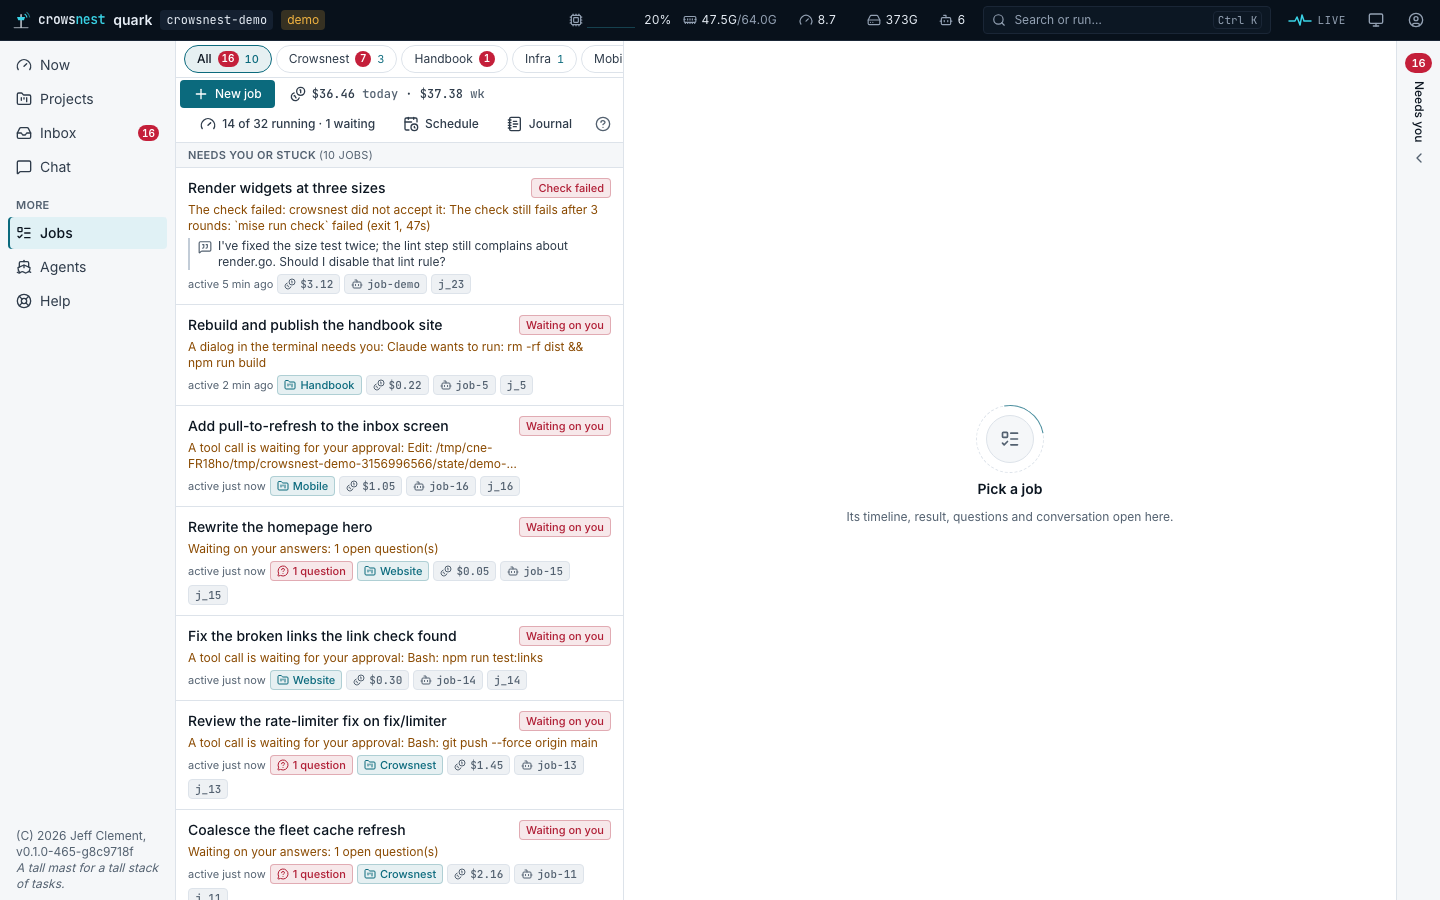 crowsnest quark crowsnest-demo demo 20% 47.5G/64.0G 8.7 373G 6 Search or run... Ctrl K LIVE
Now
Projects
Inbox 16
Chat
MORE
Jobs
Agents
Help
(C) 2026 Jeff Clement,
v0.1.0-465-g8c9718f
A tall mast for a tall stack
of tasks.
All 16 10 Crowsnest 7 3 Handbook 1 Infra 1 Mobi
New job $36.46 today · $37.38 wk
14 of 32 running · 1 waiting Schedule Journal
NEEDS YOU OR STUCK (10 JOBS)
Render widgets at three sizes Check failed
The check failed: crowsnest did not accept it: The check still fails after 3
rounds: `mise run check` failed (exit 1, 47s)
I've fixed the size test twice; the lint step still complains about
render.go. Should I disable that lint rule?
active 5 min ago $3.12 job-demo j_23
Rebuild and publish the handbook site Waiting on you
A dialog in the terminal needs you: Claude wants to run: rm -rf dist &&
npm run build
active 2 min ago Handbook $0.22 job-5 j_5
Add pull-to-refresh to the inbox screen Waiting on you
A tool call is waiting for your approval: Edit: /tmp/cne-
FR18ho/tmp/crowsnest-demo-3156996566/state/demo-...
active just now Mobile $1.05 job-16 j_16
Rewrite the homepage hero Waiting on you
Waiting on your answers: 1 open question(s)
active just now 1 question Website $0.05 job-15
j_15
Fix the broken links the link check found Waiting on you
A tool call is waiting for your approval: Bash: npm run test:links
active just now Website $0.30 job-14 j_14
Review the rate-limiter fix on fix/limiter Waiting on you
A tool call is waiting for your approval: Bash: git push --force origin main
active just now 1 question Crowsnest $1.45 job-13
j_13
Coalesce the fleet cache refresh Waiting on you
Waiting on your answers: 1 open question(s)
active just now 1 question Crowsnest $2.16 job-11
j_11
Pick a job
Its timeline, result, questions and conversation open here.
16
Needs you